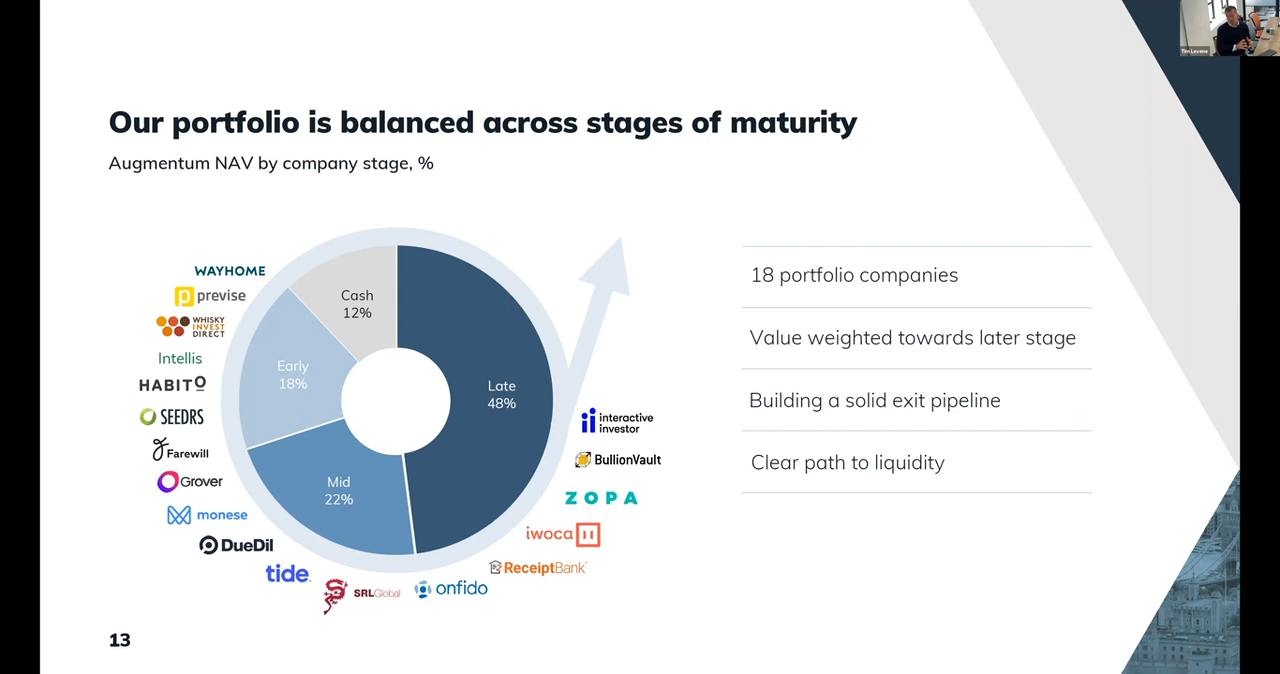 Tim Levene
Our portfolio is balanced across stages of maturity
Augmentum NAV by company stage, %
Cash
12%
Early
18%
Mid
22%
Late
48%
WAYHOME
previse
WHISKY
INVEST
DIRECT
Intellis
HABITO
SEEDRS
Farewill
Grover
monese
DueDil
tide
SRLGlobal
onfido
ReceiptBank
iwoca
ZOPA
BullionVault
interactive
investor
18 portfolio companies
Value weighted towards later stage
Building a solid exit pipeline
Clear path to liquidity
13